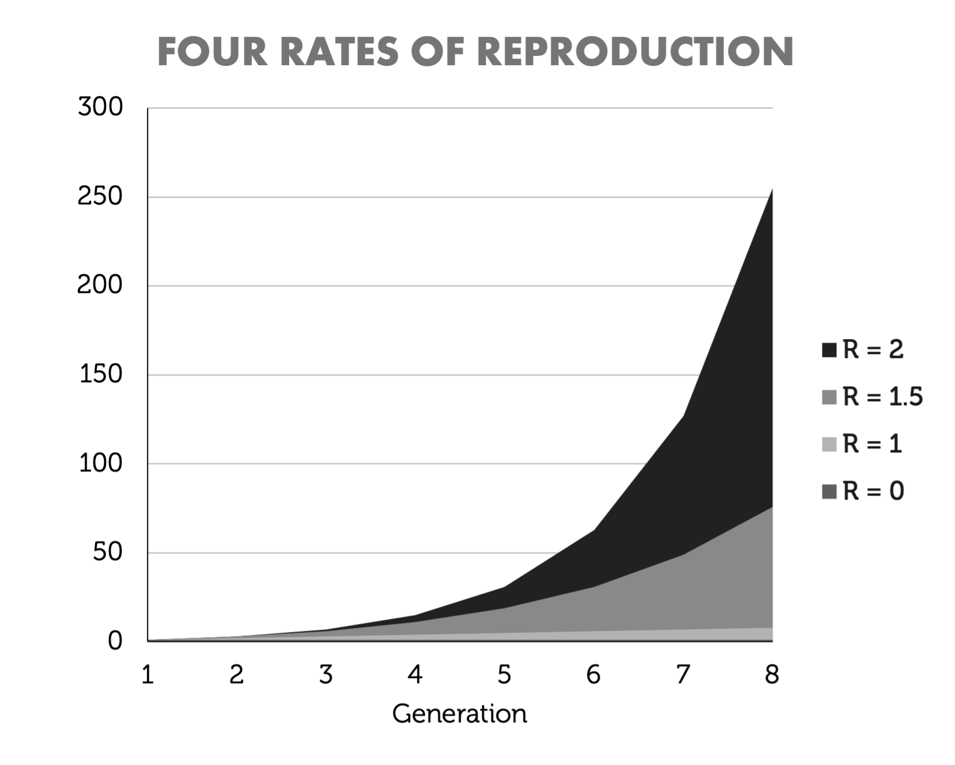 FOUR RATES OF REPRODUCTION
300
250
200
150
100
50
0
1 2 3 4 5 6 7 8
Generation
R = 2
R = 1.5
R = 1
R = 0